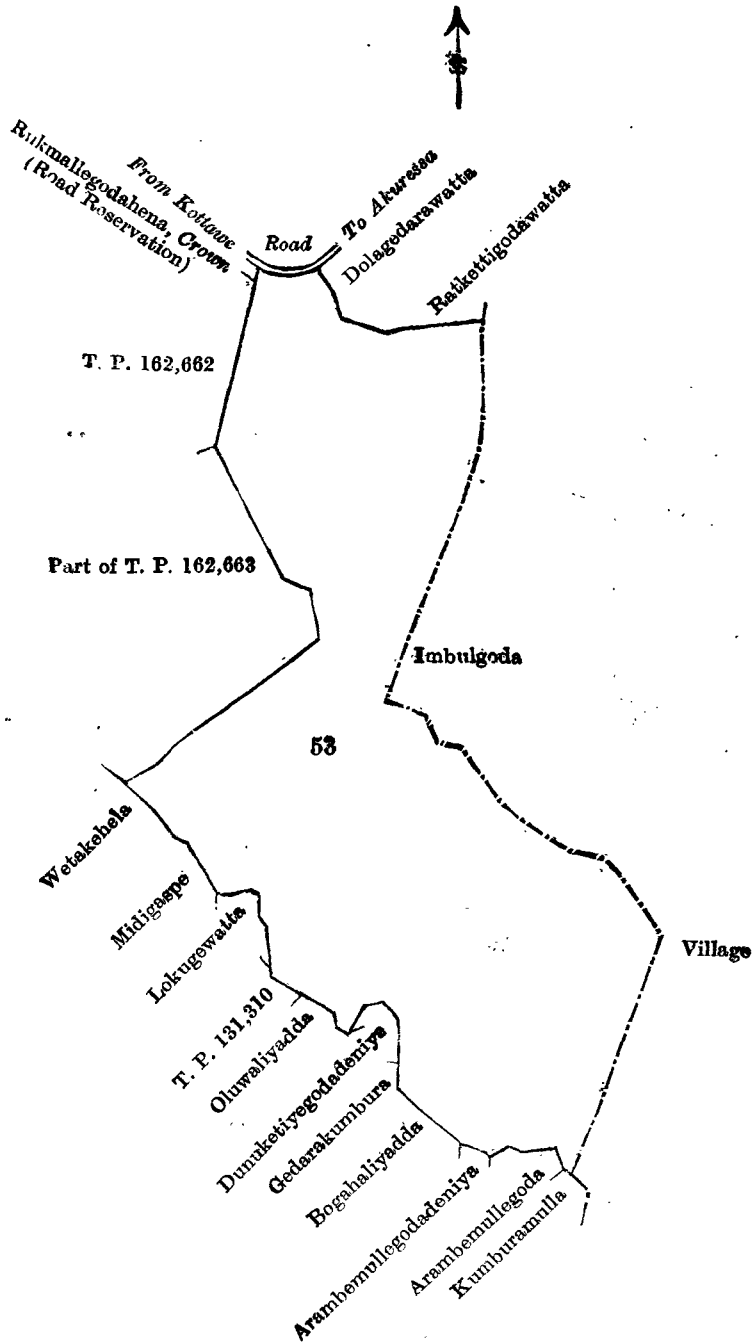 From Kottawe
Rukmallegodahena, Crown
(Road Reservation)
Road
To Akuressa
Dolagedarawatta
Ratkettigodawatta
T. P. 162,662
Part of T. P. 162,663
Imbulgoda
53
Wetakehela
Midigaspe
Lokugewatta
Village
T. P. 131,310
Oluwaliyadda
Dunuketiyegodadeniya
Gedarakumbura
Bogahaliyadda
Arambemullegodadeniya
Arambemullegoda
Kumburamulla